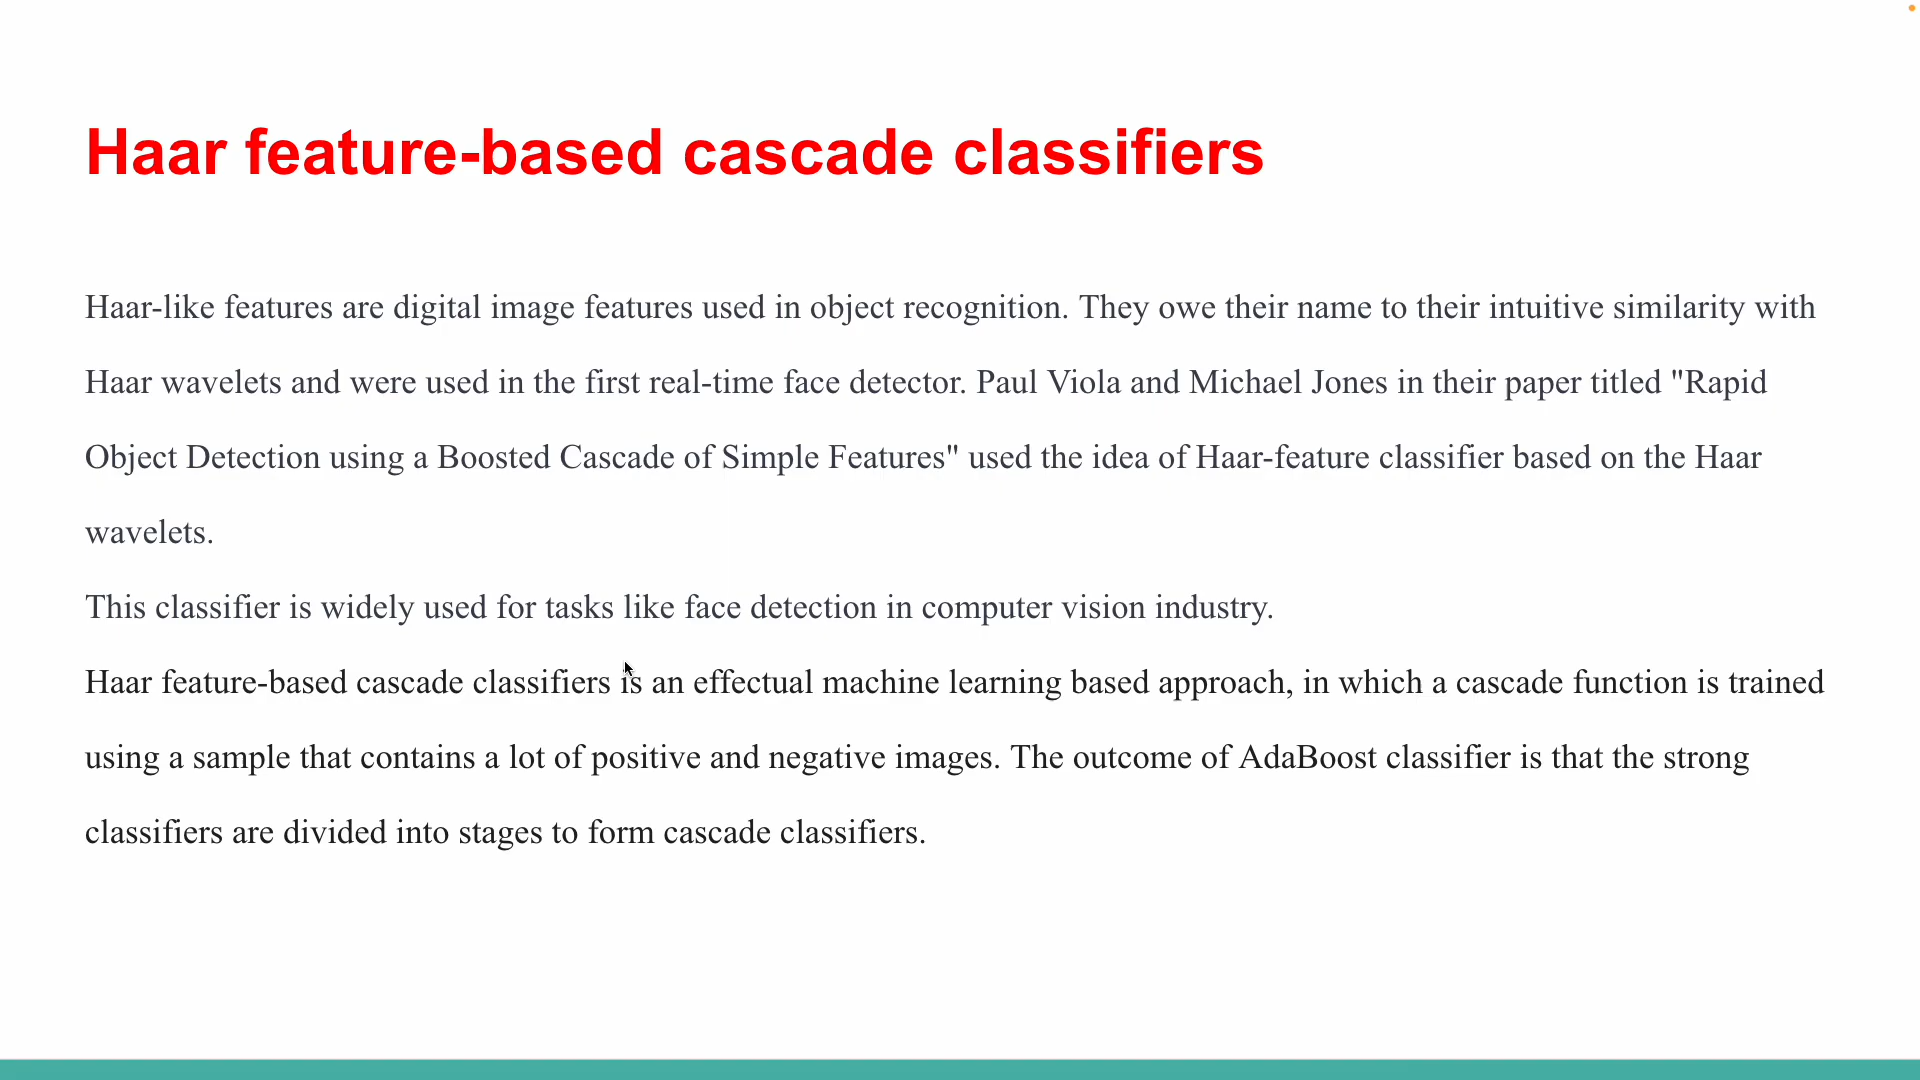 Haar feature-based cascade classifiers
Haar-like features are digital image features used in object recognition. They owe their name to their intuitive similarity with
Haar wavelets and were used in the first real-time face detector. Paul Viola and Michael Jones in their paper titled "Rapid
Object Detection using a Boosted Cascade of Simple Features" used the idea of Haar-feature classifier based on the Haar
wavelets.
This classifier is widely used for tasks like face detection in computer vision industry.
Haar feature-based cascade classifiers is an effectual machine learning based approach, in which a cascade function is trained
using a sample that contains a lot of positive and negative images. The outcome of AdaBoost classifier is that the strong
classifiers are divided into stages to form cascade classifiers.